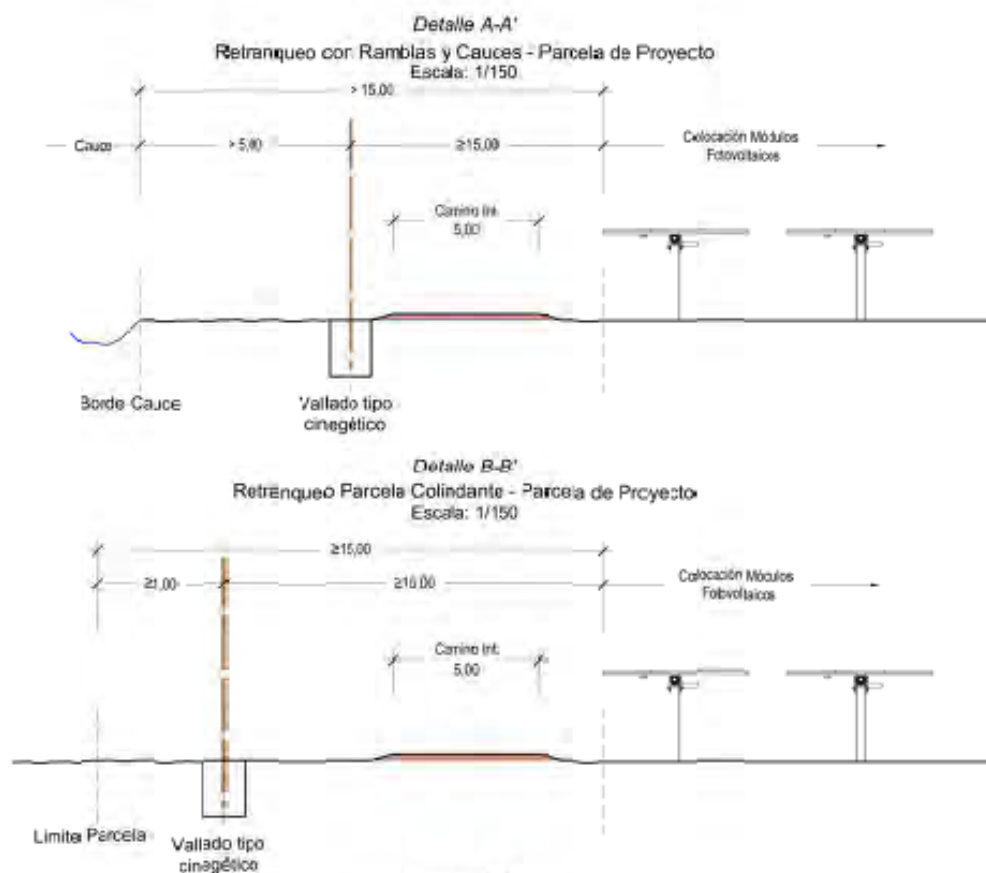 Detalle A-A'
Retranqueo con Ramblas y Cauces - Parcela de Proyecto
Escala: 1/150
> 15,00
Cauce
> 5,00
≥15,00
Colocación Módulos
Fotovoltaicos
Camino Int.
5,00
Borde Cauce
Vallado tipo
cinegético
Detalle B-B'
Retranqueo Parcela Colindante - Parcela de Proyecto
Escala: 1/150
≥15,00
≥1,00
≥10,00
Colocación Módulos
Fotovoltaicos
Camino Int.
5,00
Limite Parcela
Vallado tipo
cinegético